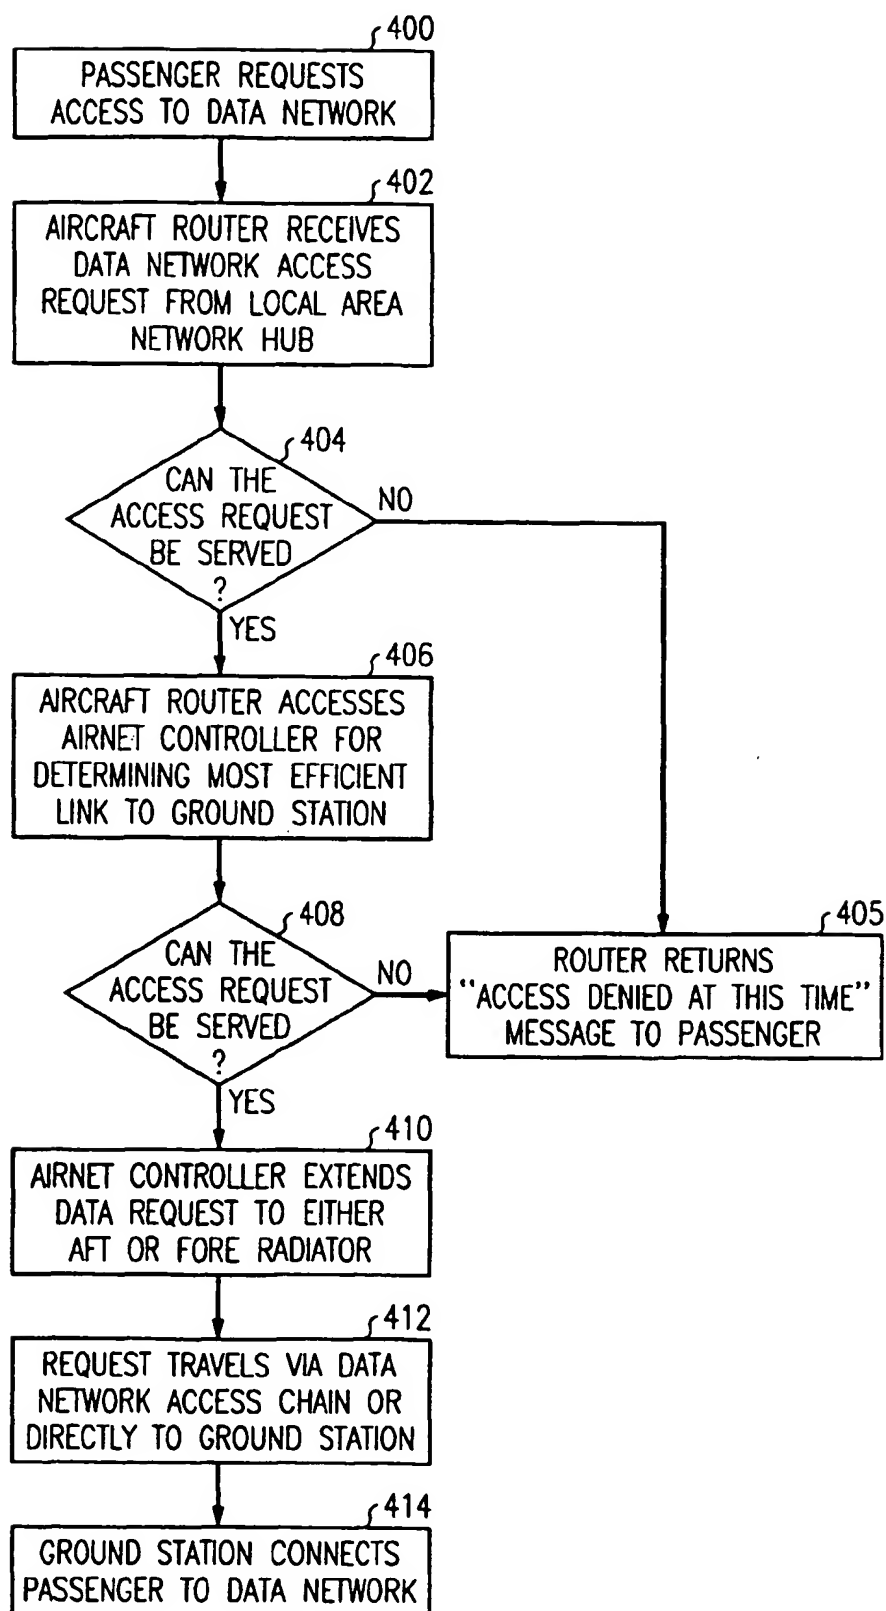 400
PASSENGER REQUESTS
ACCESS TO DATA NETWORK
402
AIRCRAFT ROUTER RECEIVES
DATA NETWORK ACCESS
REQUEST FROM LOCAL AREA
NETWORK HUB
404
CAN THE
ACCESS REQUEST
BE SERVED
?
NO
YES
406
AIRCRAFT ROUTER ACCESSES
AIRNET CONTROLLER FOR
DETERMINING MOST EFFICIENT
LINK TO GROUND STATION
408
CAN THE
ACCESS REQUEST
BE SERVED
?
NO
YES
405
ROUTER RETURNS
"ACCESS DENIED AT THIS TIME"
MESSAGE TO PASSENGER
410
AIRNET CONTROLLER EXTENDS
DATA REQUEST TO EITHER
AFT OR FORE RADIATOR
412
REQUEST TRAVELS VIA DATA
NETWORK ACCESS CHAIN OR
DIRECTLY TO GROUND STATION
414
GROUND STATION CONNECTS
PASSENGER TO DATA NETWORK